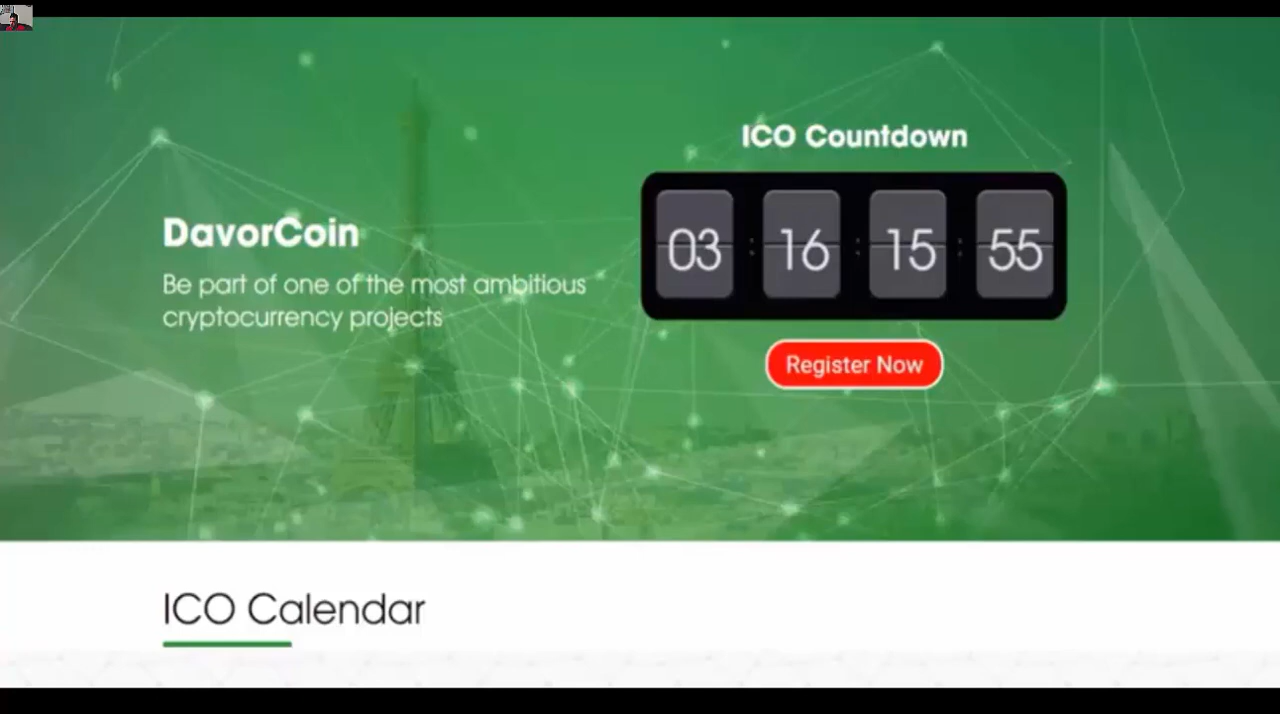 ICO Countdown
03 : 16 : 15 : 55
DavorCoin
Be part of one of the most ambitious
cryptocurrency projects
Register Now
ICO Calendar